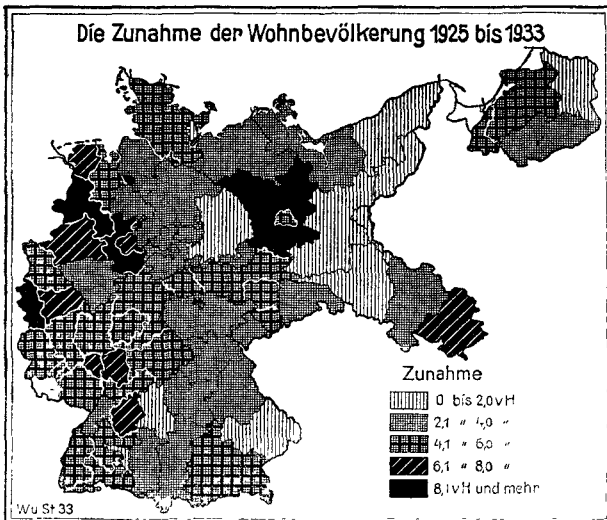 Die Zunahme der Wohnbevölkerung 1925 bis 1933
Zunahme
0 bis 2,0 vH
2,1 " 4,0 "
4,1 " 6,0 "
6,1 " 8,0 "
8,1 vH und mehr
Wu St 33